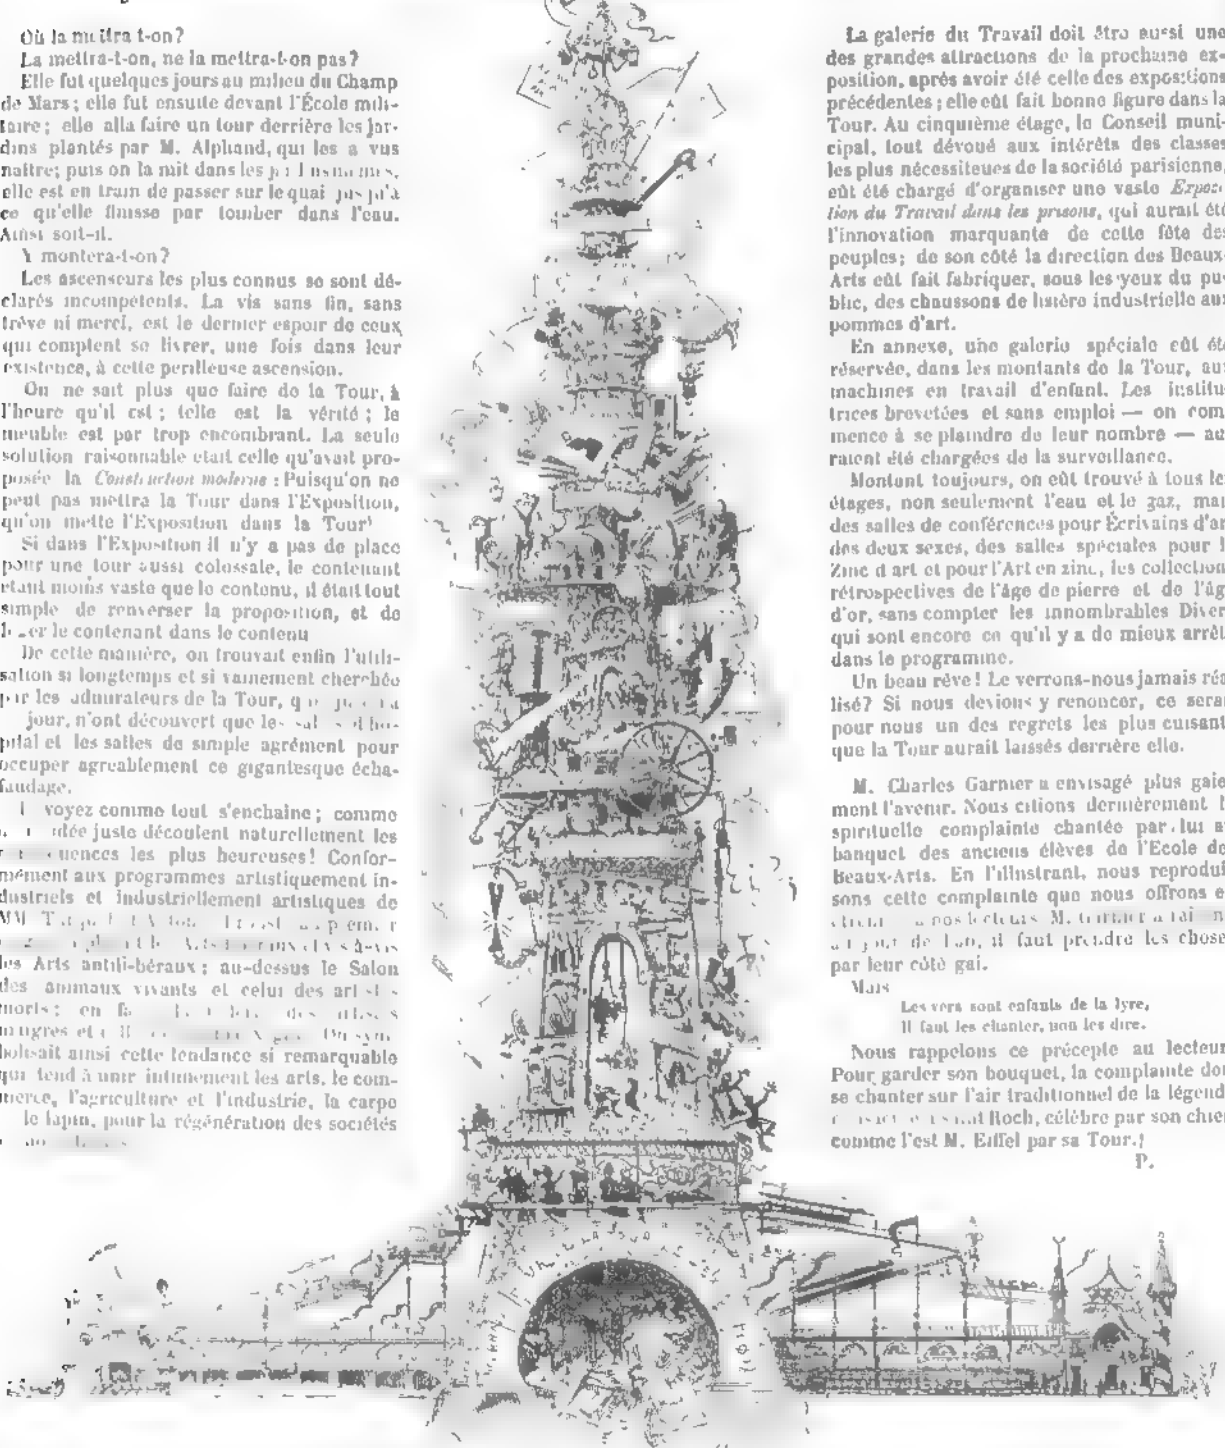 Où la mettra t-on?
La mettra-t-on, ne la mettra-t-on pas?
Elle fut quelques jours au milieu du Champ
de Mars; elle fut ensuite devant l'École mili-
taire; elle alla faire un tour derrière les jar-
dins plantés par M. Alphand, qui les a vus
naître; puis on la mit dans les
elle est en train de passer sur le quai jusqu'à
ce qu'elle finisse par tomber dans l'eau.
Ainsi soit-il.
Y montera-t-on?
Les ascenseurs les plus connus se sont dé-
clarés incompétents. La vis sans fin, sans
trêve ni merci, est le dernier espoir de ceux
qui comptent se livrer, une fois dans leur
existence, à cette périlleuse ascension.
On ne sait plus que faire de la Tour, à
l'heure qu'il est; telle est la vérité; le
meuble est par trop encombrant. La seule
solution raisonnable était celle qu'avait pro-
posée la Construction moderne : Puisqu'on ne
peut pas mettra la Tour dans l'Exposition,
qu'on mette l'Exposition dans la Tour!
Si dans l'Exposition il n'y a pas de place
pour une tour aussi colossale, le contenant
étant moins vaste que le contenu, il était tout
simple de renverser la proposition, et de
le contenant dans le contenu
De cette manière, on trouvait enfin l'utili-
sation si longtemps et si vainement cherchée
par les admirateurs de la Tour,
jour, n'ont découvert que les
pital et les salles de simple agrément pour
occuper agréablement ce gigantesque écha-
faudage.
voyez comme tout s'enchaîne; comme
idée juste découlent naturellement les
les plus heureuses! Confor-
mément aux programmes artistiquement in-
dustriels et industriellement artistiques de
MM.
les Arts antili-béraux; au-dessus le Salon
des animaux vivants et celui des
morts; en
et
bolisait ainsi cette tendance si remarquable
qui tend à unir intimement les arts, le com-
merce, l'agriculture et l'industrie, la carpe
le lapin, pour la régénération des sociétés
La galerie du Travail doit être aussi une
des grandes attractions de la prochaine ex-
position, après avoir été celle des expositions
précédentes; elle eût fait bonne figure dans la
Tour. Au cinquième étage, le Conseil muni-
cipal, tout dévoué aux intérêts des classes
les plus nécessiteuses de la société parisienne,
eût été chargé d'organiser une vaste Exposi-
tion du Travail dans les prisons, qui aurait été
l'innovation marquante de cette fête des
peuples; de son côté la direction des Beaux-
Arts eût fait fabriquer, sous les yeux du pu-
blic, des chaussons de lisière industrielle aux
pommes d'art.
En annexe, une galerie spéciale eût été
réservée, dans les montants de la Tour, aux
machines en travail d'enfant. Les institu-
trices brevetées et sans emploi — on com-
mence à se plaindre de leur nombre — au-
raient été chargées de la surveillance.
Montant toujours, on eût trouvé à tous les
étages, non seulement l'eau et le gaz, mais
des salles de conférences pour Écrivains d'art
des deux sexes, des salles spéciales pour le
Zinc d'art et pour l'Art en zinc, les collections
rétrospectives de l'âge de pierre et de l'âge
d'or, sans compter les innombrables Divers
qui sont encore ce qu'il y a de mieux arrêté
dans le programme.
Un beau rêve! Le verrons-nous jamais réa-
lisé? Si nous devions y renoncer, ce serait
pour nous un des regrets les plus cuisants
que la Tour aurait laissés derrière elle.
M. Charles Garnier a envisagé plus gaie-
ment l'avenir. Nous citions dernièrement la
spirituelle complainte chantée par lui au
banquet des anciens élèves de l'École des
Beaux-Arts. En l'illustrant, nous reprodui-
sons cette complainte que nous offrons en
à nos lecteurs M. Garnier a
jour de l'an, il faut prendre les choses
par leur côté gai.
Mais
Les vers sont enfants de la lyre,
Il faut les chanter, non les dire.
Nous rappelons ce précepte au lecteur
Pour garder son bouquet, la complainte doit
se chanter sur l'air traditionnel de la légende
Roch, célèbre par son chien
comme l'est M. Eiffel par sa Tour.
P.